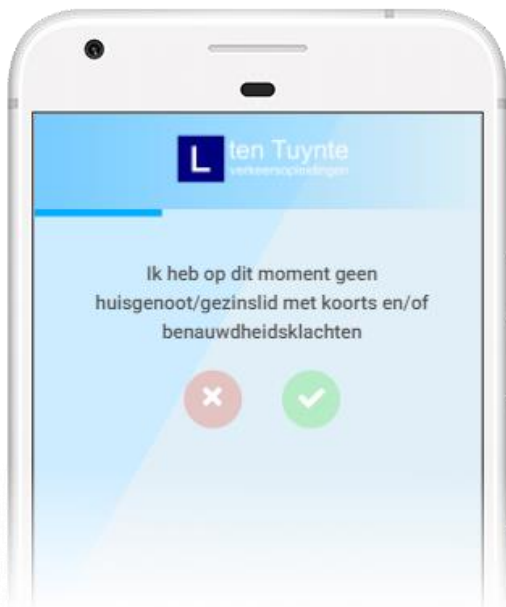 L
ten Tuynte
verkeersopleidingen
Ik heb op dit moment geen
huisgenoot/gezinslid met koorts en/of
benauwdheidsklachten